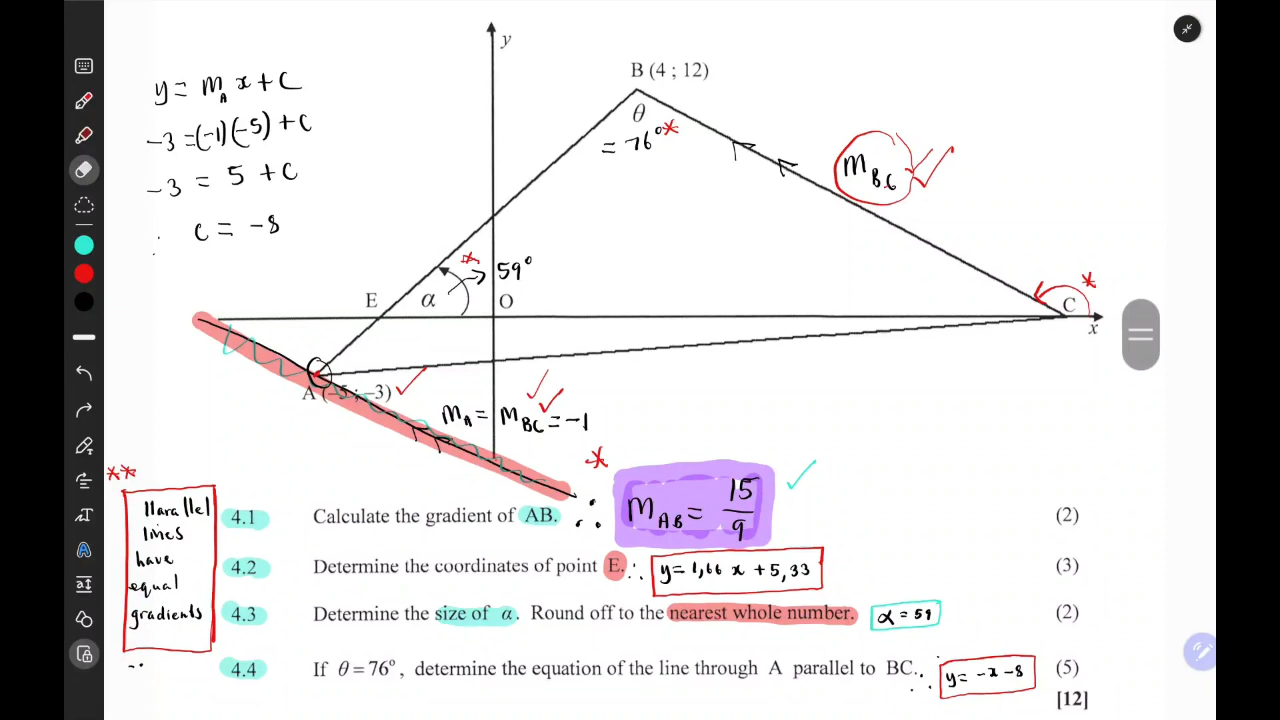 y
B (4 ; 12)
y = m_A x + c
-3 = (-1)(-5) + c
-3 = 5 + c
∴ c = -8
θ
= 76° *
m_BC
* 59°
E
α
O
*
C
x
A (-5 ; -3)
m_A = m_BC = -1
*
**
llarallel
lines
have
equal
gradients
4.1 Calculate the gradient of AB. ∴ m_AB = 15/9 (2)
4.2 Determine the coordinates of point E. ∴ y = 1,66 x + 5,33 (3)
4.3 Determine the size of α. Round off to the nearest whole number. α = 59 (2)
4.4 If θ = 76°, determine the equation of the line through A parallel to BC. ∴ y = -x - 8 (5)
[12]